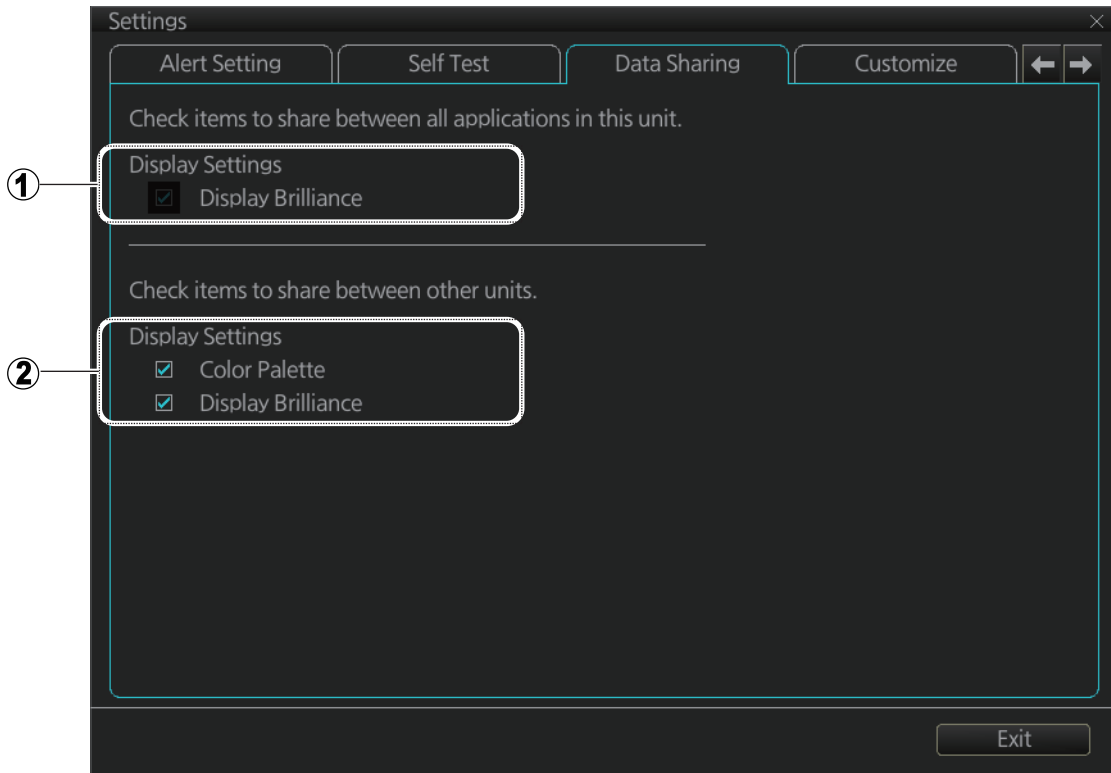 Settings
Alert Setting Self Test Data Sharing Customize
Check items to share between all applications in this unit.
Display Settings
1
Display Brilliance
Check items to share between other units.
Display Settings
2
Color Palette
Display Brilliance
Exit